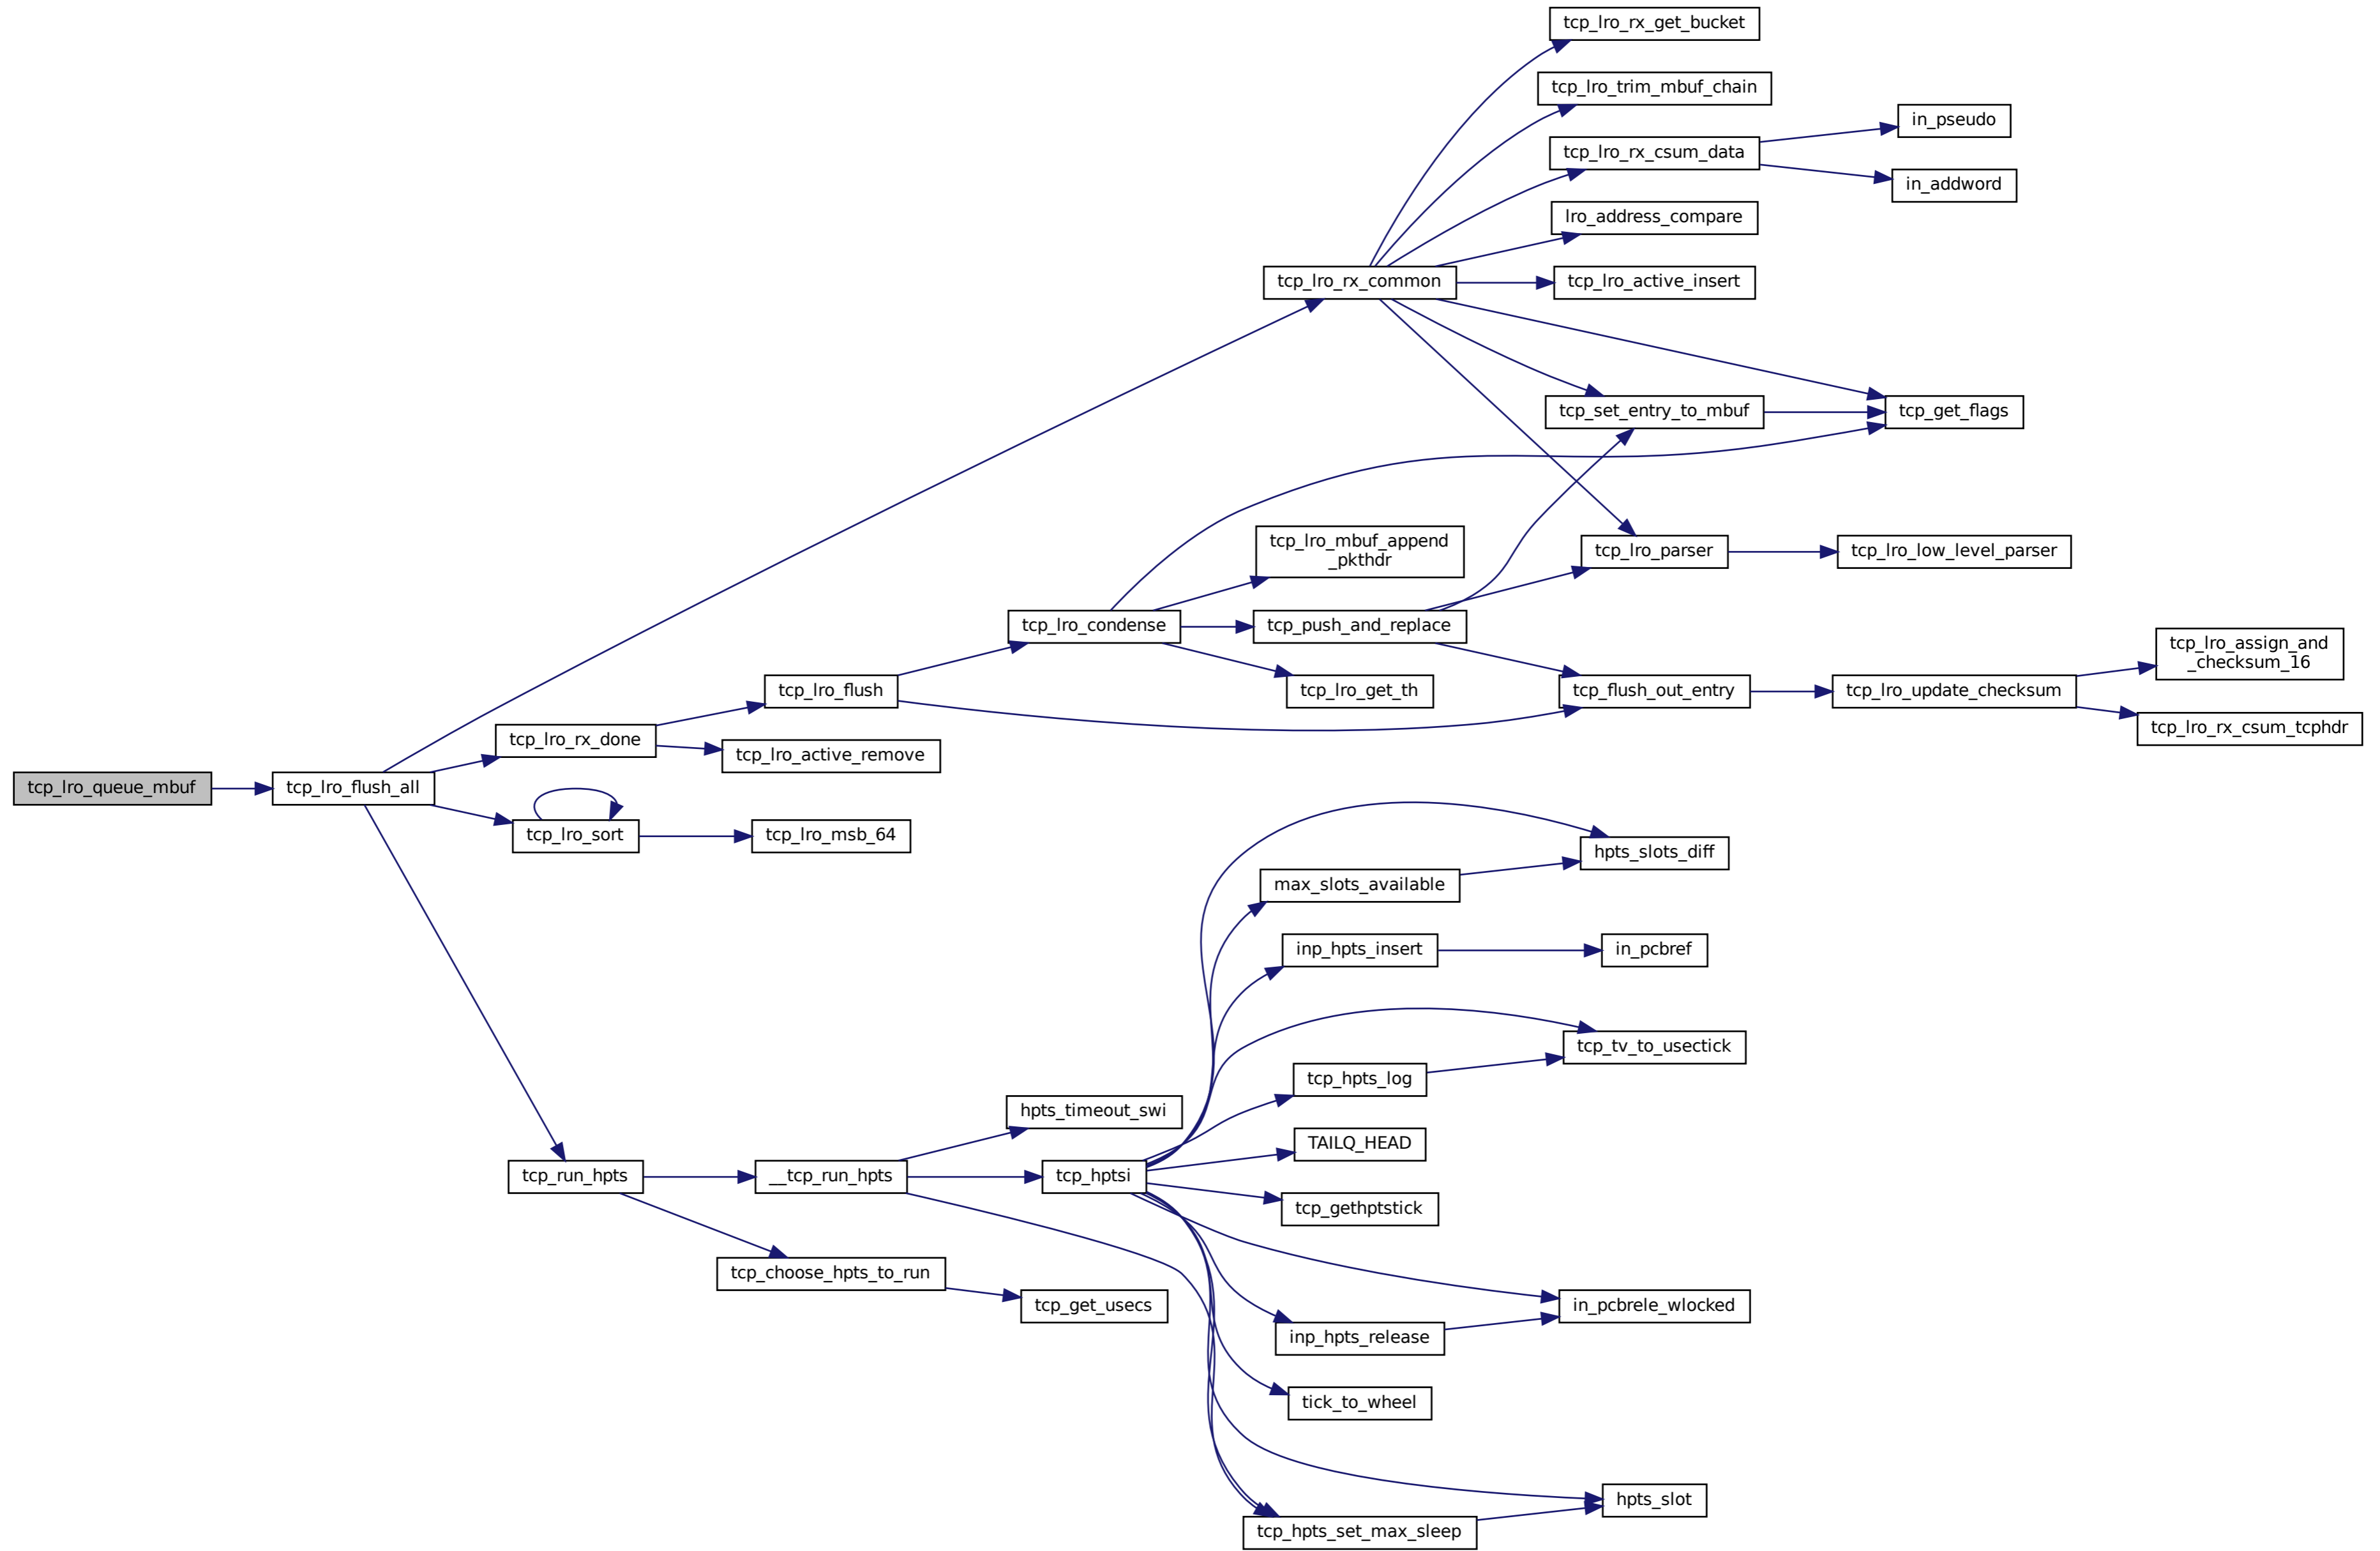 tcp_lro_rx_get_bucket
tcp_lro_trim_mbuf_chain
in_pseudo
tcp_lro_rx_csum_data
in_addword
lro_address_compare
tcp_lro_rx_common
tcp_lro_active_insert
tcp_set_entry_to_mbuf
tcp_get_flags
tcp_lro_mbuf_append
_pkthdr
tcp_lro_parser
tcp_lro_low_level_parser
tcp_lro_condense
tcp_push_and_replace
tcp_lro_assign_and
_checksum_16
tcp_lro_flush
tcp_lro_get_th
tcp_flush_out_entry
tcp_lro_update_checksum
tcp_lro_rx_csum_tcphdr
tcp_lro_rx_done
tcp_lro_active_remove
tcp_lro_queue_mbuf
tcp_lro_flush_all
tcp_lro_sort
tcp_lro_msb_64
hpts_slots_diff
max_slots_available
inp_hpts_insert
in_pcbref
tcp_tv_to_usectick
tcp_hpts_log
hpts_timeout_swi
TAILQ_HEAD
tcp_run_hpts
__tcp_run_hpts
tcp_hptsi
tcp_gethptstick
tcp_choose_hpts_to_run
tcp_get_usecs
in_pcbrele_wlocked
inp_hpts_release
tick_to_wheel
hpts_slot
tcp_hpts_set_max_sleep